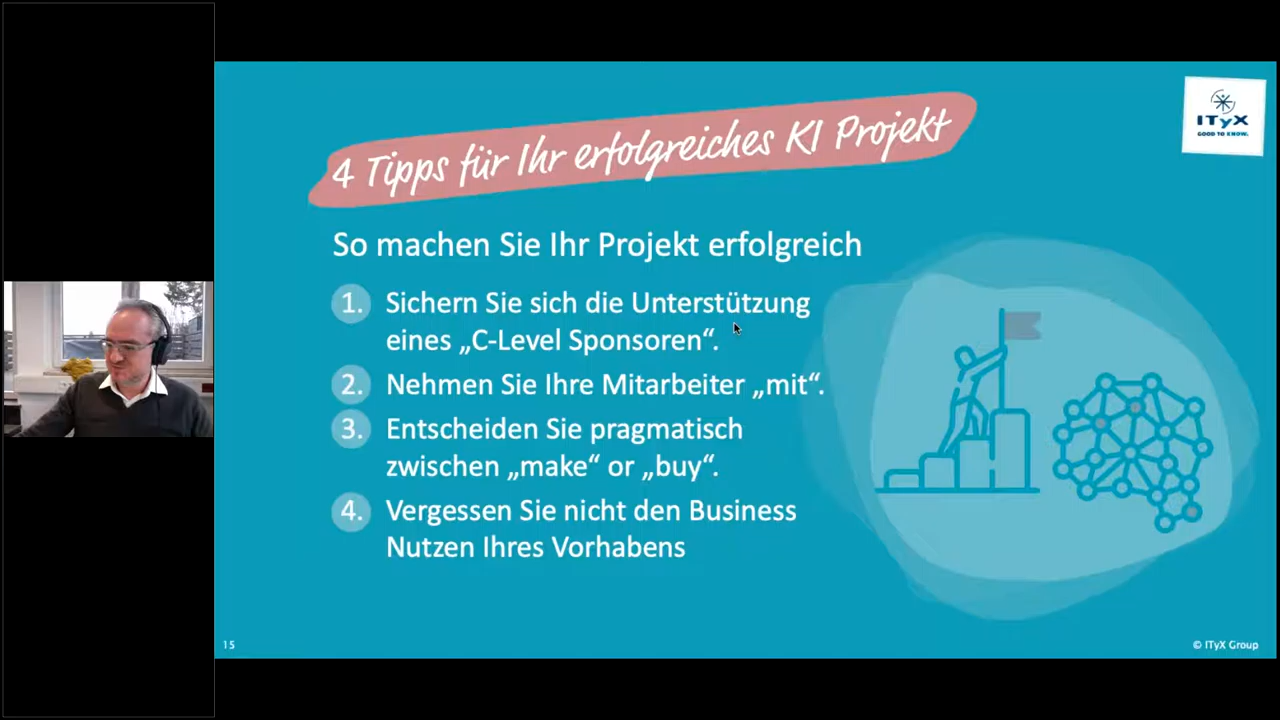 4 Tipps für Ihr erfolgreiches KI Projekt
ITyX
GOOD TO KNOW.
So machen Sie Ihr Projekt erfolgreich
1. Sichern Sie sich die Unterstützung
eines „C-Level Sponsoren“.
2. Nehmen Sie Ihre Mitarbeiter „mit“.
3. Entscheiden Sie pragmatisch
zwischen „make“ or „buy“.
4. Vergessen Sie nicht den Business
Nutzen Ihres Vorhabens
15
© ITyX Group